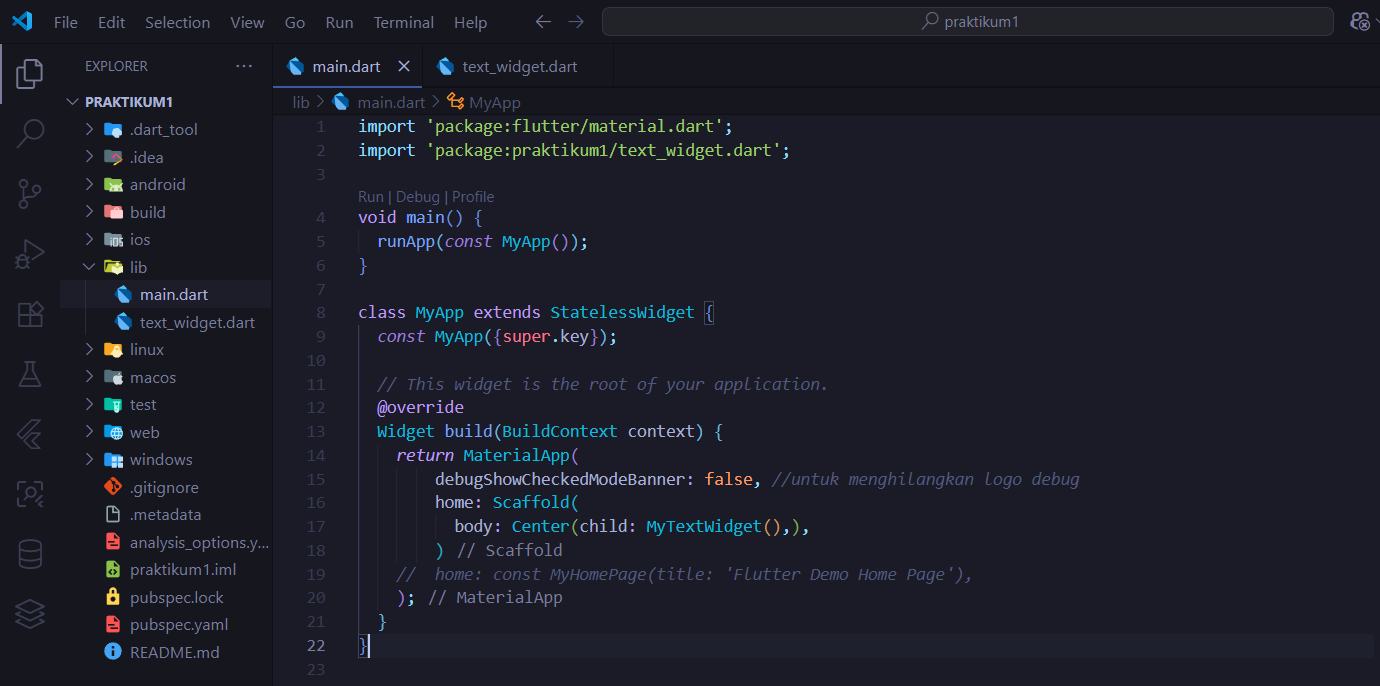 File Edit Selection View Go Run Terminal Help praktikum1
EXPLORER
PRAKTIKUM1
.dart_tool
.idea
android
build
ios
lib
main.dart
text_widget.dart
linux
macos
test
web
windows
.gitignore
.metadata
analysis_options.y...
praktikum1.iml
pubspec.lock
pubspec.yaml
README.md
main.dart text_widget.dart
lib > main.dart > MyApp
1 import 'package:flutter/material.dart';
2 import 'package:praktikum1/text_widget.dart';
3
Run | Debug | Profile
4 void main() {
5   runApp(const MyApp());
6 }
7
8 class MyApp extends StatelessWidget {
9   const MyApp({super.key});
10
11   // This widget is the root of your application.
12   @override
13   Widget build(BuildContext context) {
14     return MaterialApp(
15         debugShowCheckedModeBanner: false, //untuk menghilangkan logo debug
16         home: Scaffold(
17           body: Center(child: MyTextWidget(),),
18         ) // Scaffold
19     //  home: const MyHomePage(title: 'Flutter Demo Home Page'),
20     ); // MaterialApp
21   }
22 }
23